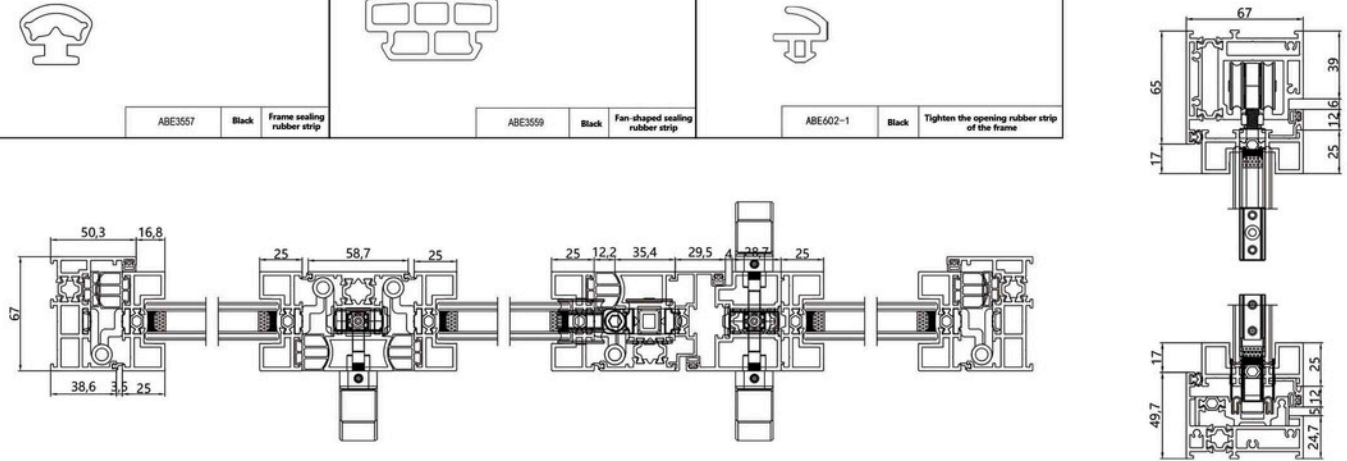 ABE3557
Black
Frame sealing
rubber strip
ABE3559
Black
Fan-shaped sealing
rubber strip
ABE602-1
Black
Tighten the opening rubber strip
of the frame
67
65
17
39
6
12
25
50,3
16,8
67
38,6
3,5
25
25
58,7
25
25
12,2
35,4
29,5
4
28,7
25
17
49,7
25
12
5
24,7